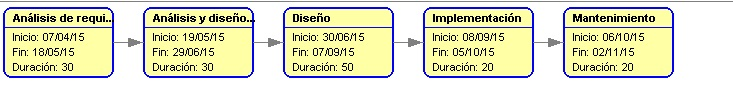 Análisis de requi...
Inicio: 07/04/15
Fin: 18/05/15
Duración: 30
Análisis y diseño...
Inicio: 19/05/15
Fin: 29/06/15
Duración: 30
Diseño
Inicio: 30/06/15
Fin: 07/09/15
Duración: 50
Implementación
Inicio: 08/09/15
Fin: 05/10/15
Duración: 20
Mantenimiento
Inicio: 06/10/15
Fin: 02/11/15
Duración: 20